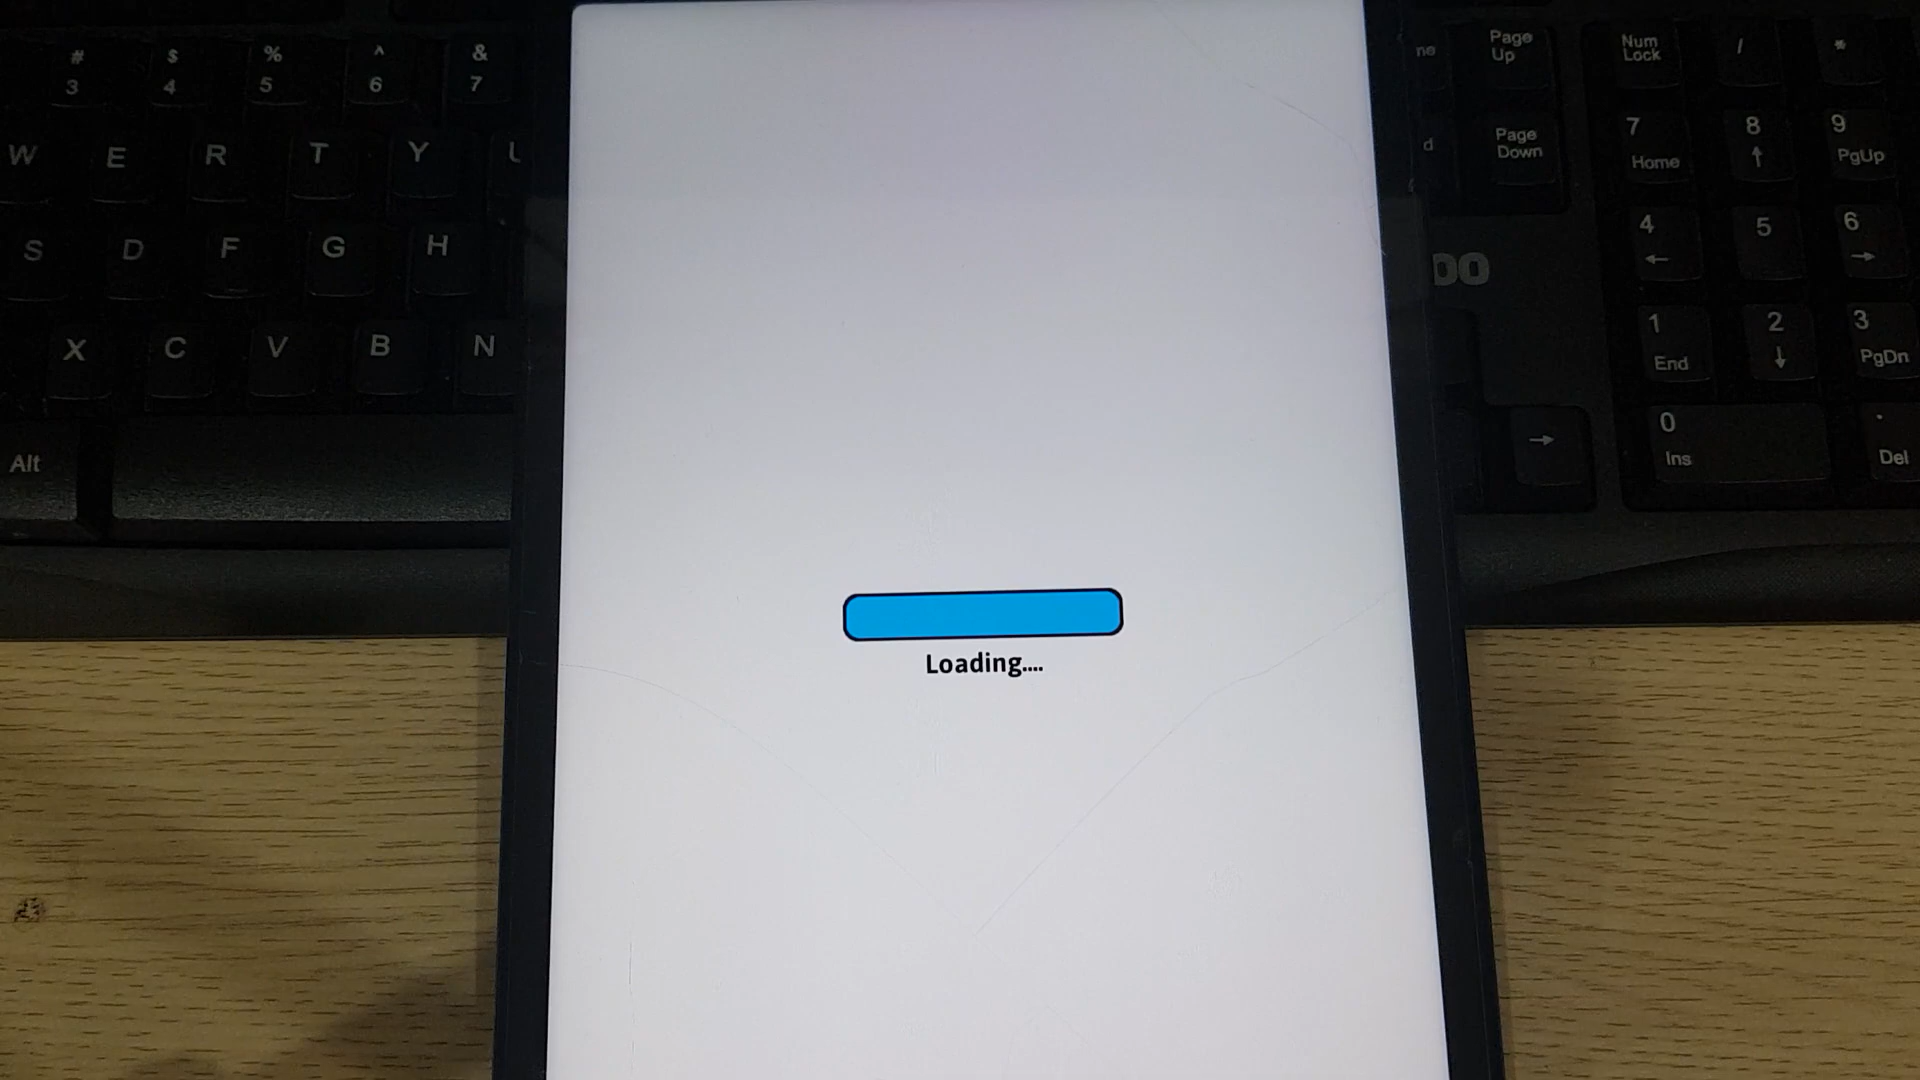 # $ % ^ &
3 4 5 6 7
W E R T Y
S D F G H
X C V B N
Alt
Loading....
Page Up
Page Down
Num Lock / *
7 Home 8 ↑ 9 PgUp
4 ← 5 6 →
1 End 2 ↓ 3 PgDn
→
0 Ins . Del